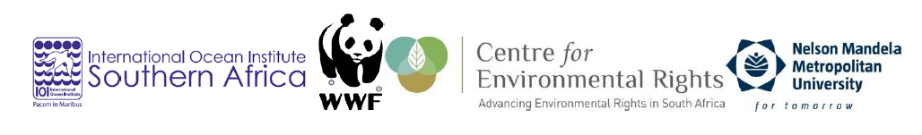 International Ocean Institute
Southern Africa
IOI
Pacem in Maribus
WWF
Centre for
Environmental Rights
Advancing Environmental Rights in South Africa
Nelson Mandela
Metropolitan
University
for tomorrow